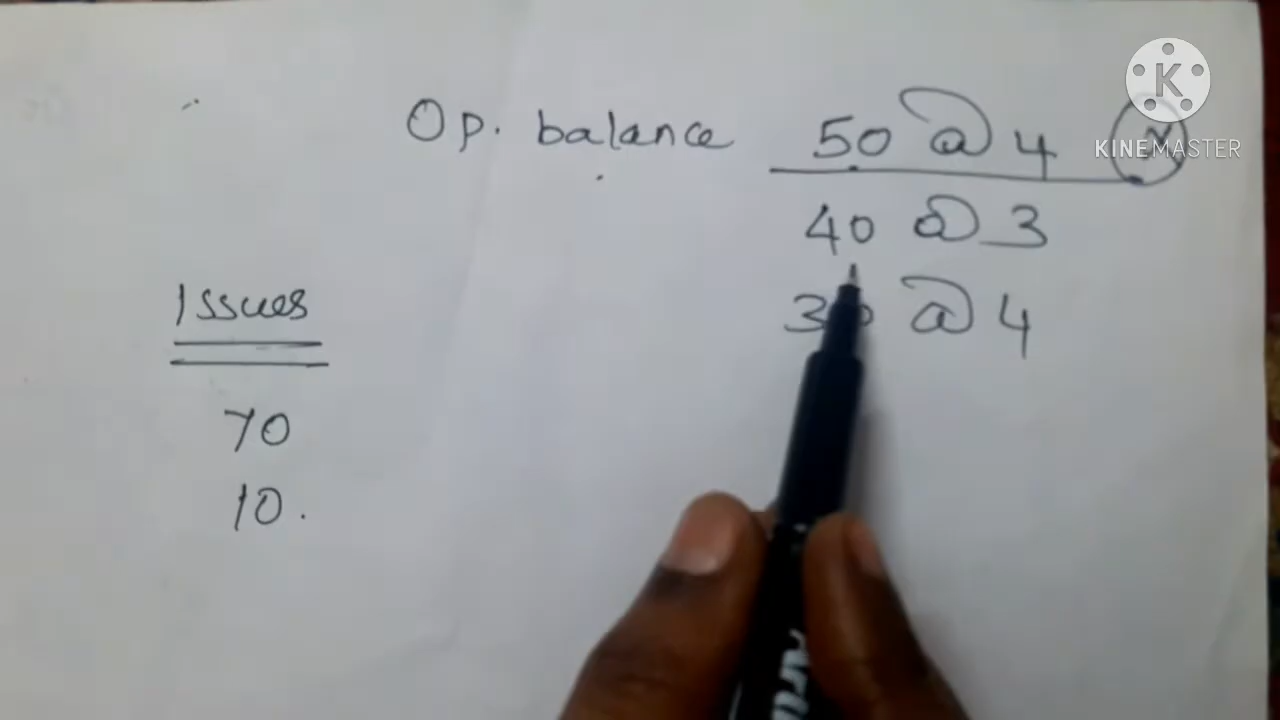 Op. balance 50 @ 4
40 @ 3
30 @ 4
Issues
70
10.
KINEMASTER